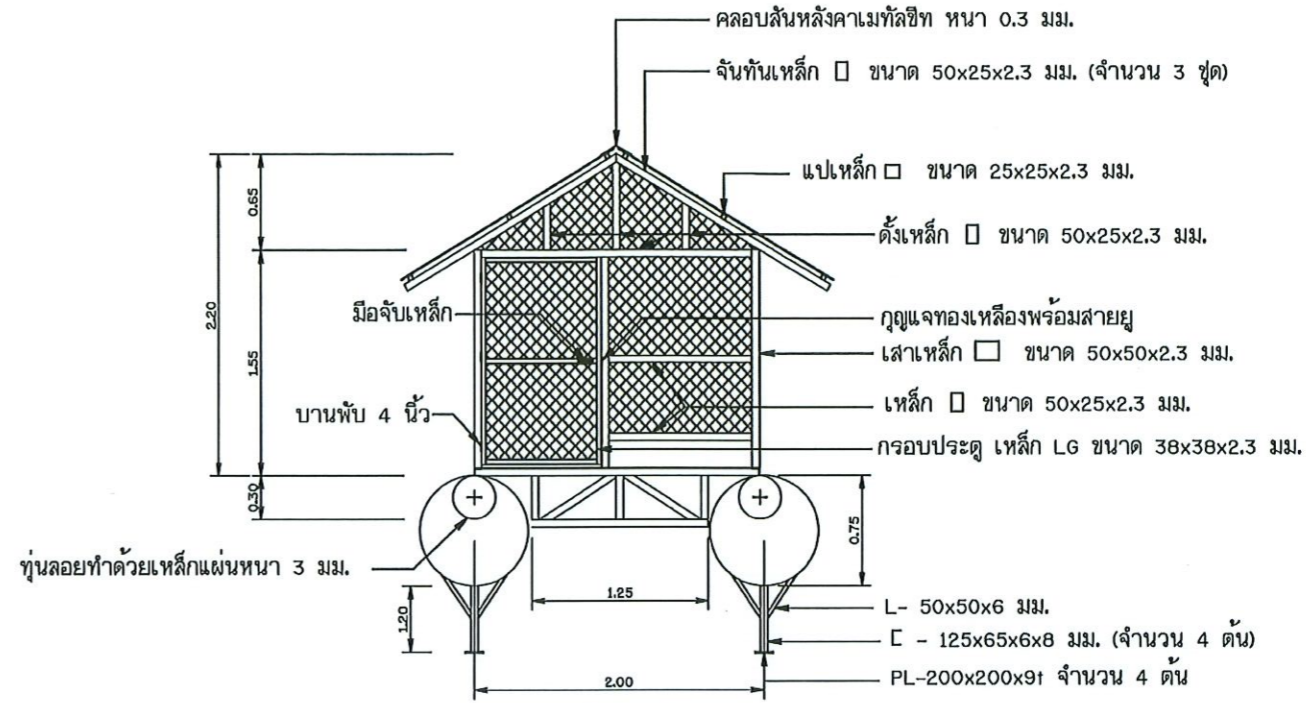 คลอบสันหลังคาเมทัลชีท หนา 0.3 มม.
จันทันเหล็ก ขนาด 50x25x2.3 มม. (จำนวน 3 ชุด)
แปเหล็ก ขนาด 25x25x2.3 มม.
0.65
ดั้งเหล็ก ขนาด 50x25x2.3 มม.
2.20
มือจับเหล็ก
กุญแจทองเหลืองพร้อมสายยู
1.55
เสาเหล็ก ขนาด 50x50x2.3 มม.
บานพับ 4 นิ้ว
เหล็ก ขนาด 50x25x2.3 มม.
กรอบประตู เหล็ก LG ขนาด 38x38x2.3 มม.
0.30
0.75
ทุ่นลอยทำด้วยเหล็กแผ่นหนา 3 มม.
1.25
1.20
L- 50x50x6 มม.
[ - 125x65x6x8 มม. (จำนวน 4 ต้น)
2.00
PL-200x200x9t จำนวน 4 ต้น